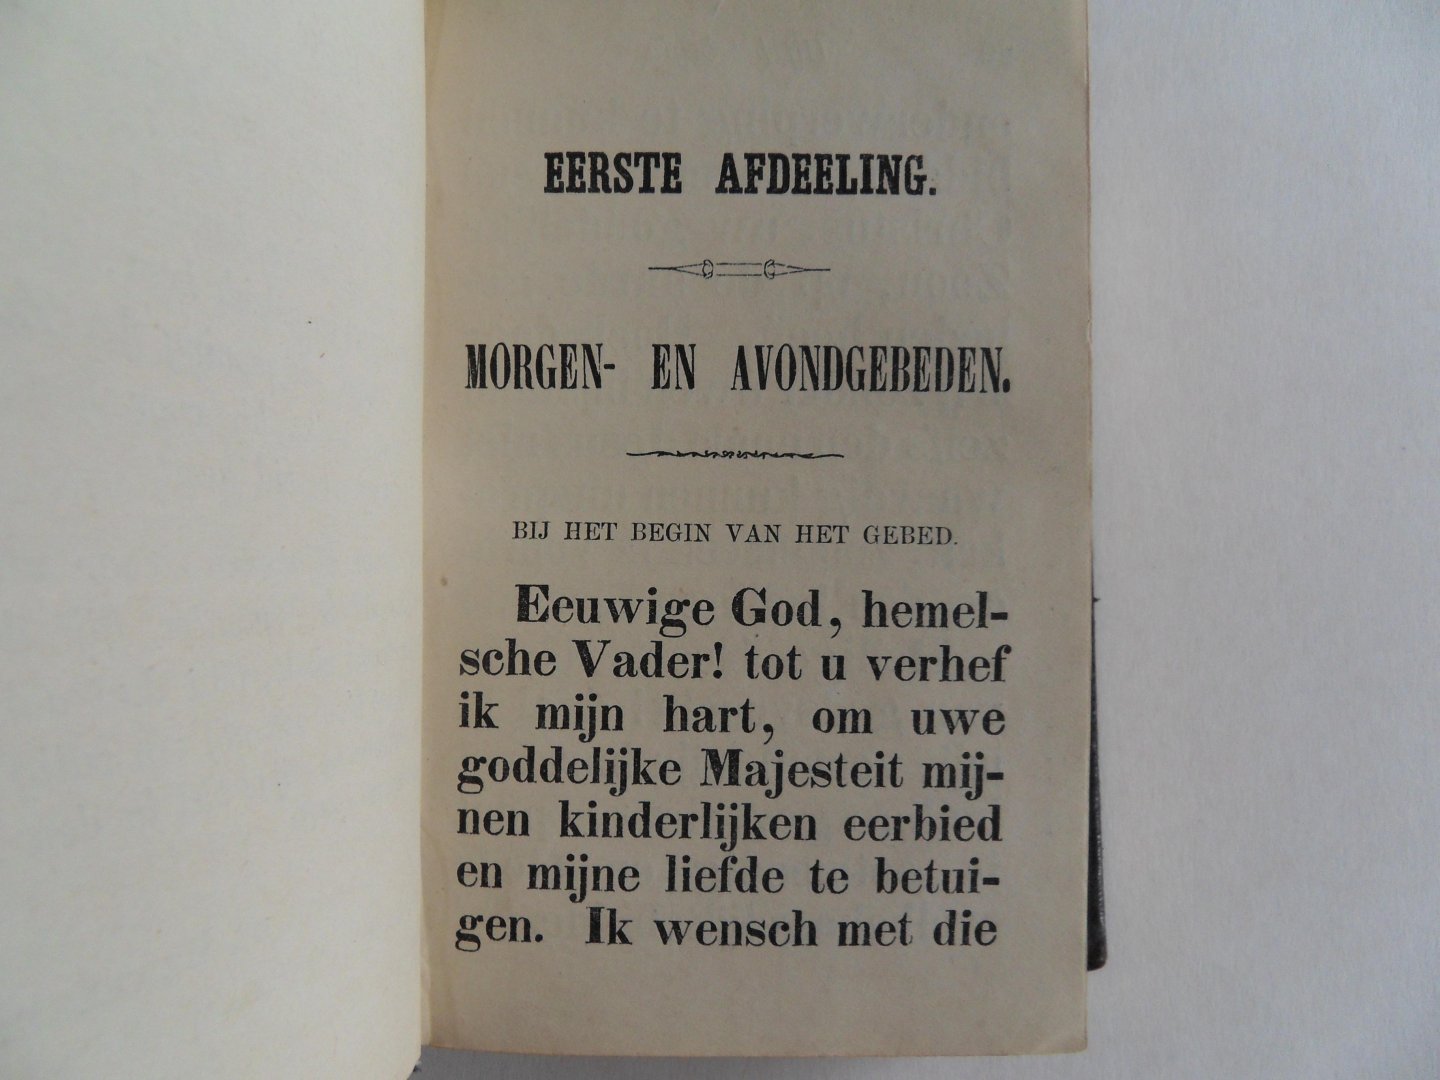 EERSTE AFDEELING.
MORGEN- EN AVONDGEBEDEN.
BIJ HET BEGIN VAN HET GEBED.
Eeuwige God, hemel-
sche Vader! tot u verhef
ik mijn hart, om uwe
goddelijke Majesteit mij-
nen kinderlijken eerbied
en mijne liefde te betui-
gen. Ik wensch met die